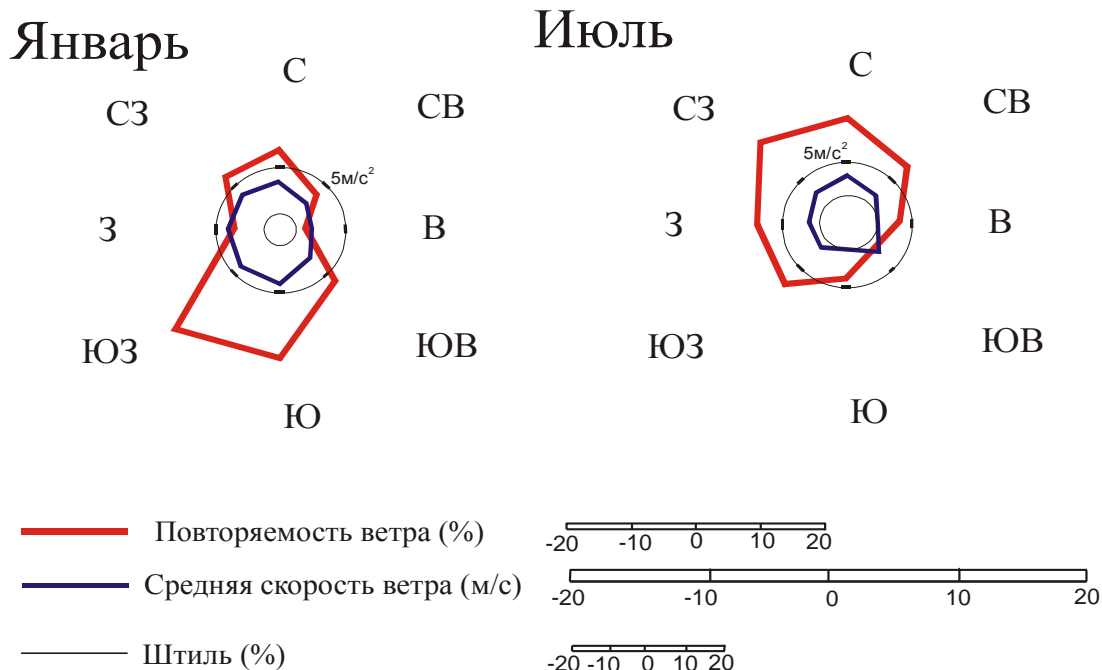 Январь
Июль
С
СЗ
СВ
5м/с²
З
В
ЮЗ
ЮВ
Ю
С
СЗ
СВ
5м/с²
З
В
ЮЗ
ЮВ
Ю
Повторяемость ветра (%)
-20 -10 0 10 20
Средняя скорость ветра (м/с)
-20 -10 0 10 20
Штиль (%)
-20 -10 0 10 20